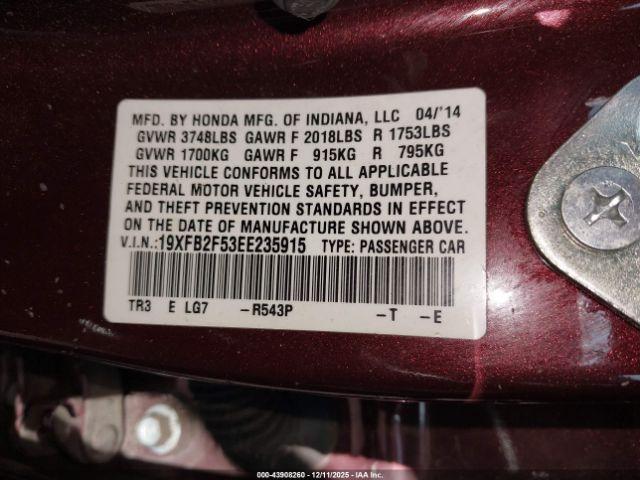 MFD. BY HONDA MFG. OF INDIANA, LLC 04/'14
GVWR 3748LBS GAWR F 2018LBS R 1753LBS
GVWR 1700KG GAWR F 915KG R 795KG
THIS VEHICLE CONFORMS TO ALL APPLICABLE
FEDERAL MOTOR VEHICLE SAFETY, BUMPER,
AND THEFT PREVENTION STANDARDS IN EFFECT
ON THE DATE OF MANUFACTURE SHOWN ABOVE.
V.I.N.:19XFB2F53EE235915 TYPE: PASSENGER CAR
TR3 E LG7 -R543P -T -E
000-43908260 - 12/11/2025 - IAA Inc.